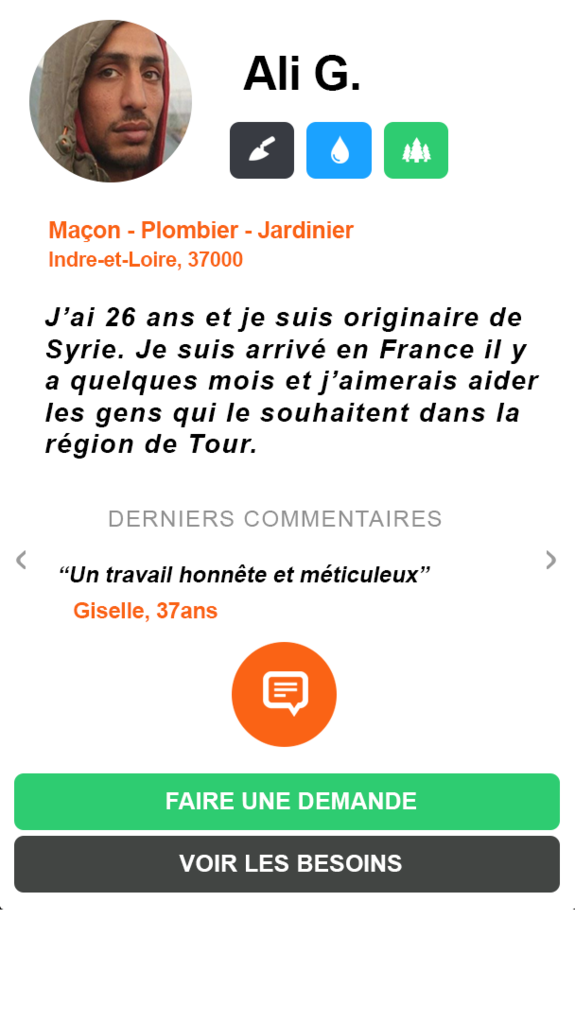 Ali G.
Maçon - Plombier - Jardinier
Indre-et-Loire, 37000
J’ai 26 ans et je suis originaire de
Syrie. Je suis arrivé en France il y
a quelques mois et j’aimerais aider
les gens qui le souhaitent dans la
région de Tour.
DERNIERS COMMENTAIRES
“Un travail honnête et méticuleux”
Giselle, 37ans
FAIRE UNE DEMANDE
VOIR LES BESOINS